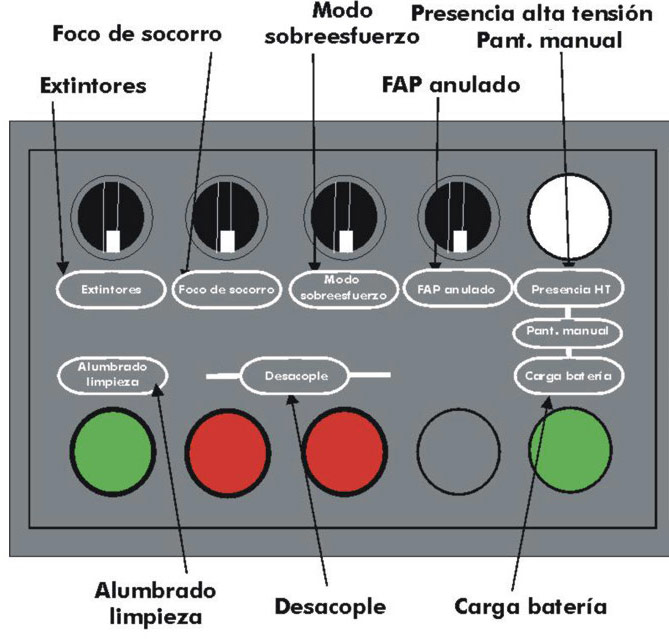 Modo
sobreesfuerzo
Presencia alta tensión
Pant. manual
Foco de socorro
Extintores
FAP anulado
Extintores
Foco de socorro
Modo
sobreesfuerzo
FAP anulado
Presencia HT
Pant. manual
Alumbrado
limpieza
Desacople
Carga batería
Alumbrado
limpieza
Desacople
Carga batería